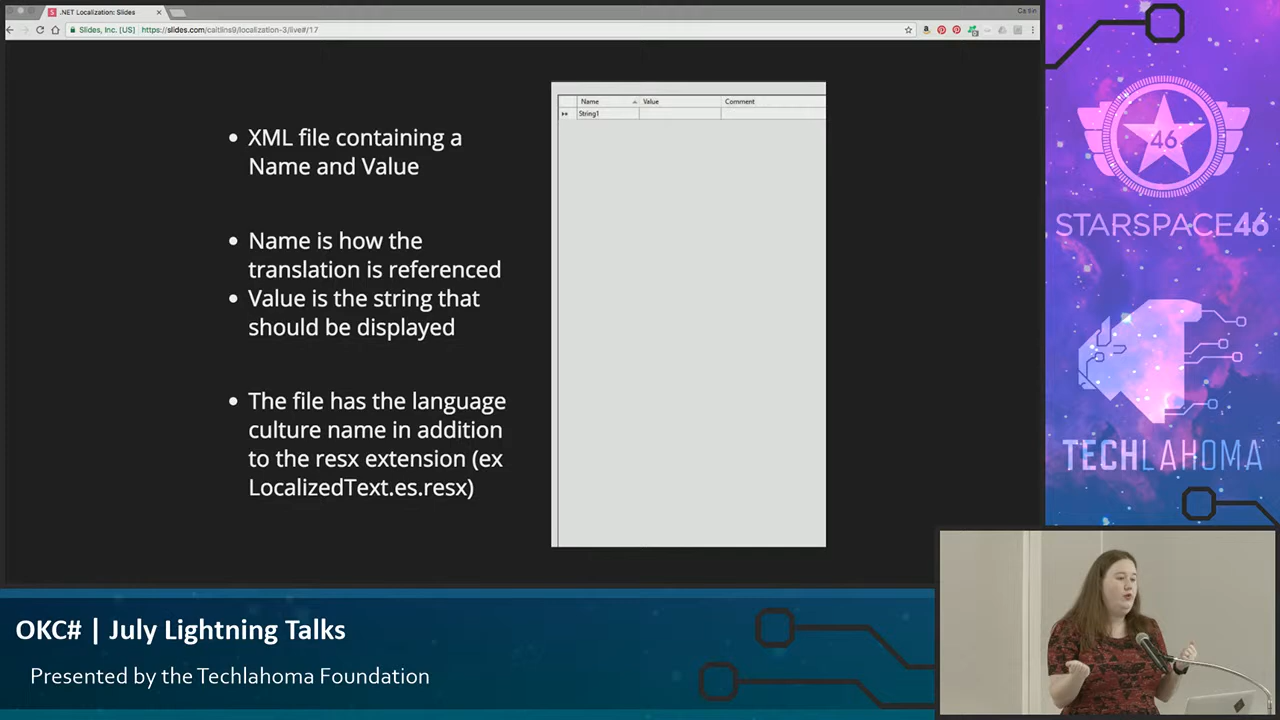 .NET Localization: Slides
Slides, Inc. [US]
https://slides.com/caitlins9/localization-3/live#/17
XML file containing a
Name and Value
Name is how the
translation is referenced
Value is the string that
should be displayed
The file has the language
culture name in addition
to the resx extension (ex
LocalizedText.es.resx)
Name Value Comment
String1
46
STARSPACE46
TECHLAHOMA
OKC# | July Lightning Talks
Presented by the Techlahoma Foundation